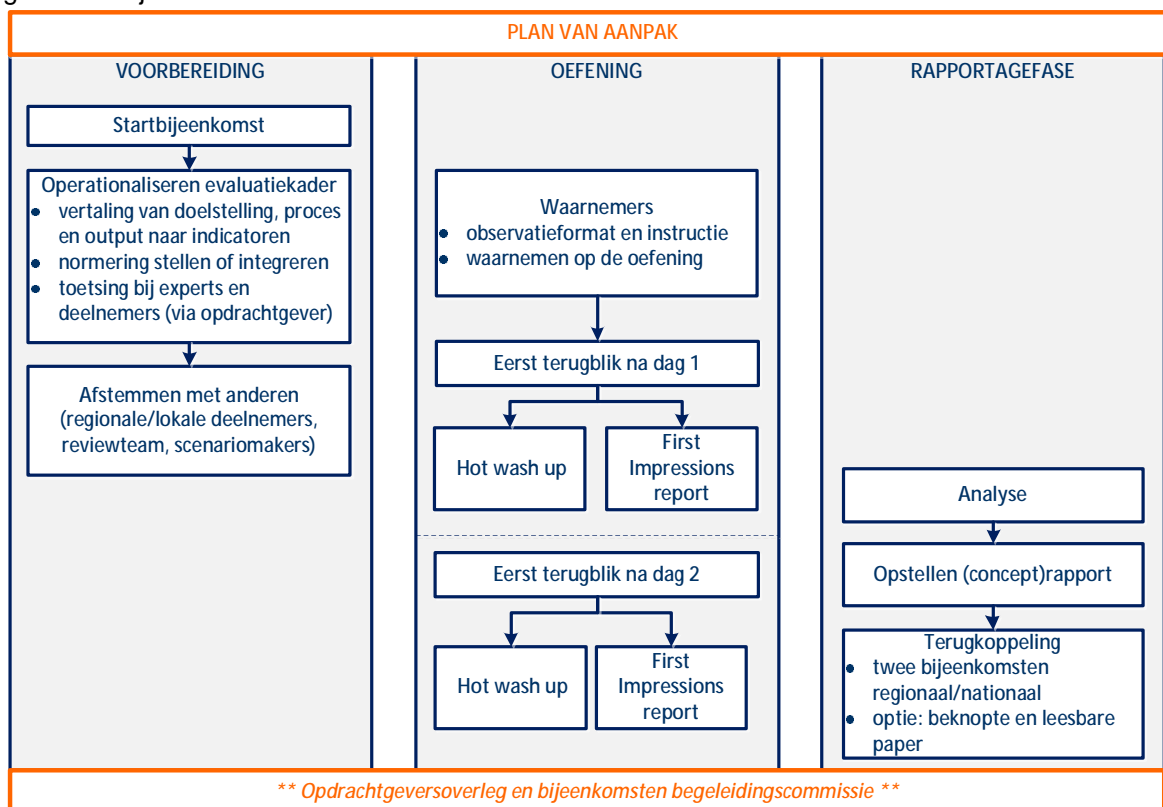 PLAN VAN AANPAK
VOORBEREIDING
Startbijeenkomst
Operationaliseren evaluatiekader
• vertaling van doelstelling, proces
en output naar indicatoren
• normering stellen of integreren
• toetsing bij experts en
deelnemers (via opdrachtgever)
Afstemmen met anderen
(regionale/lokale deelnemers,
reviewteam, scenariomakers)
OEFENING
Waarnemers
• observatieformat en instructie
• waarnemen op de oefening
Eerst terugblik na dag 1
Hot wash up
First
Impressions
report
Eerst terugblik na dag 2
Hot wash up
First
Impressions
report
RAPPORTAGEFASE
Analyse
Opstellen (concept)rapport
Terugkoppeling
• twee bijeenkomsten
regionaal/nationaal
• optie: beknopte en leesbare
paper
** Opdrachtgeversoverleg en bijeenkomsten begeleidingscommissie **